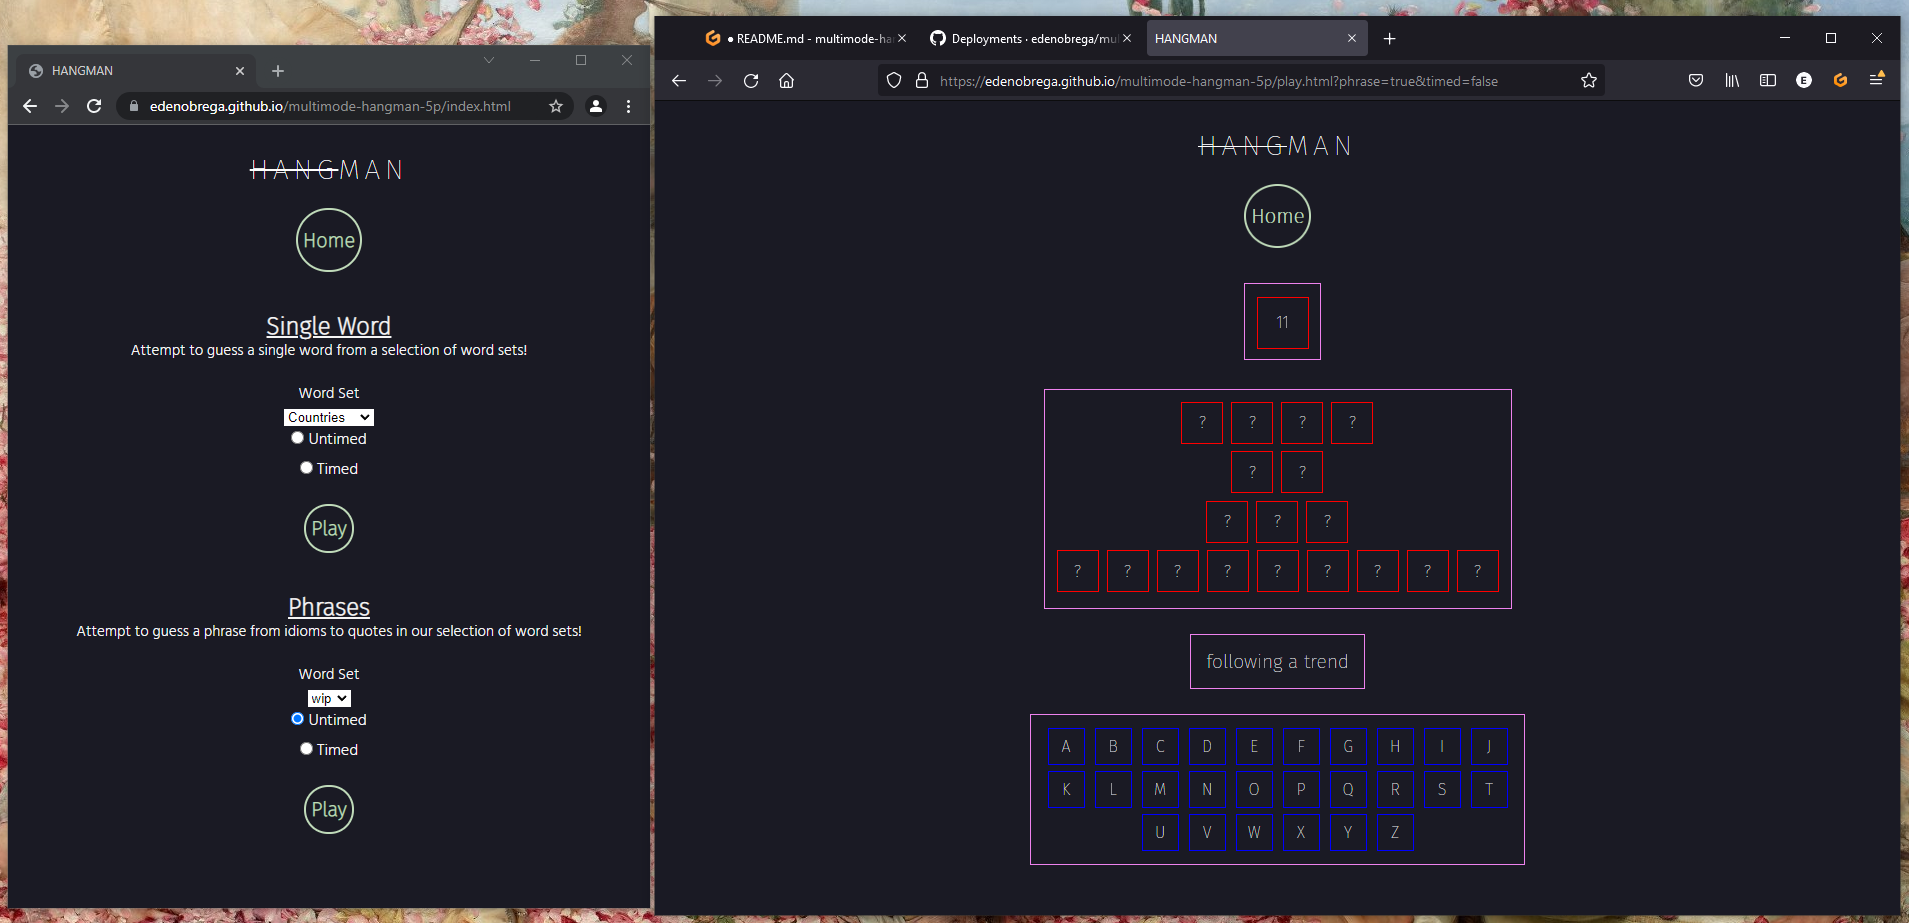 HANGMAN
edenobrega.github.io/multimode-hangman-5p/index.html
HANGMAN
Home
Single Word
Attempt to guess a single word from a selection of word sets!
Word Set
Countries
Untimed
Timed
Play
Phrases
Attempt to guess a phrase from idioms to quotes in our selection of word sets!
Word Set
wip
Untimed
Timed
Play
● README.md - multimode-ha
Deployments · edenobrega/mul
HANGMAN
https://edenobrega.github.io/multimode-hangman-5p/play.html?phrase=true&timed=false
E
HANGMAN
Home
11
? ? ? ?
? ?
? ? ?
? ? ? ? ? ? ? ? ?
following a trend
A B C D E F G H I J
K L M N O P Q R S T
U V W X Y Z